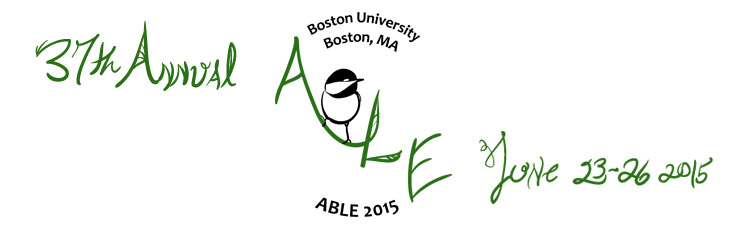 37th Annual
Boston University
Boston, MA
ABLE
ABLE 2015
June 23-26 2015